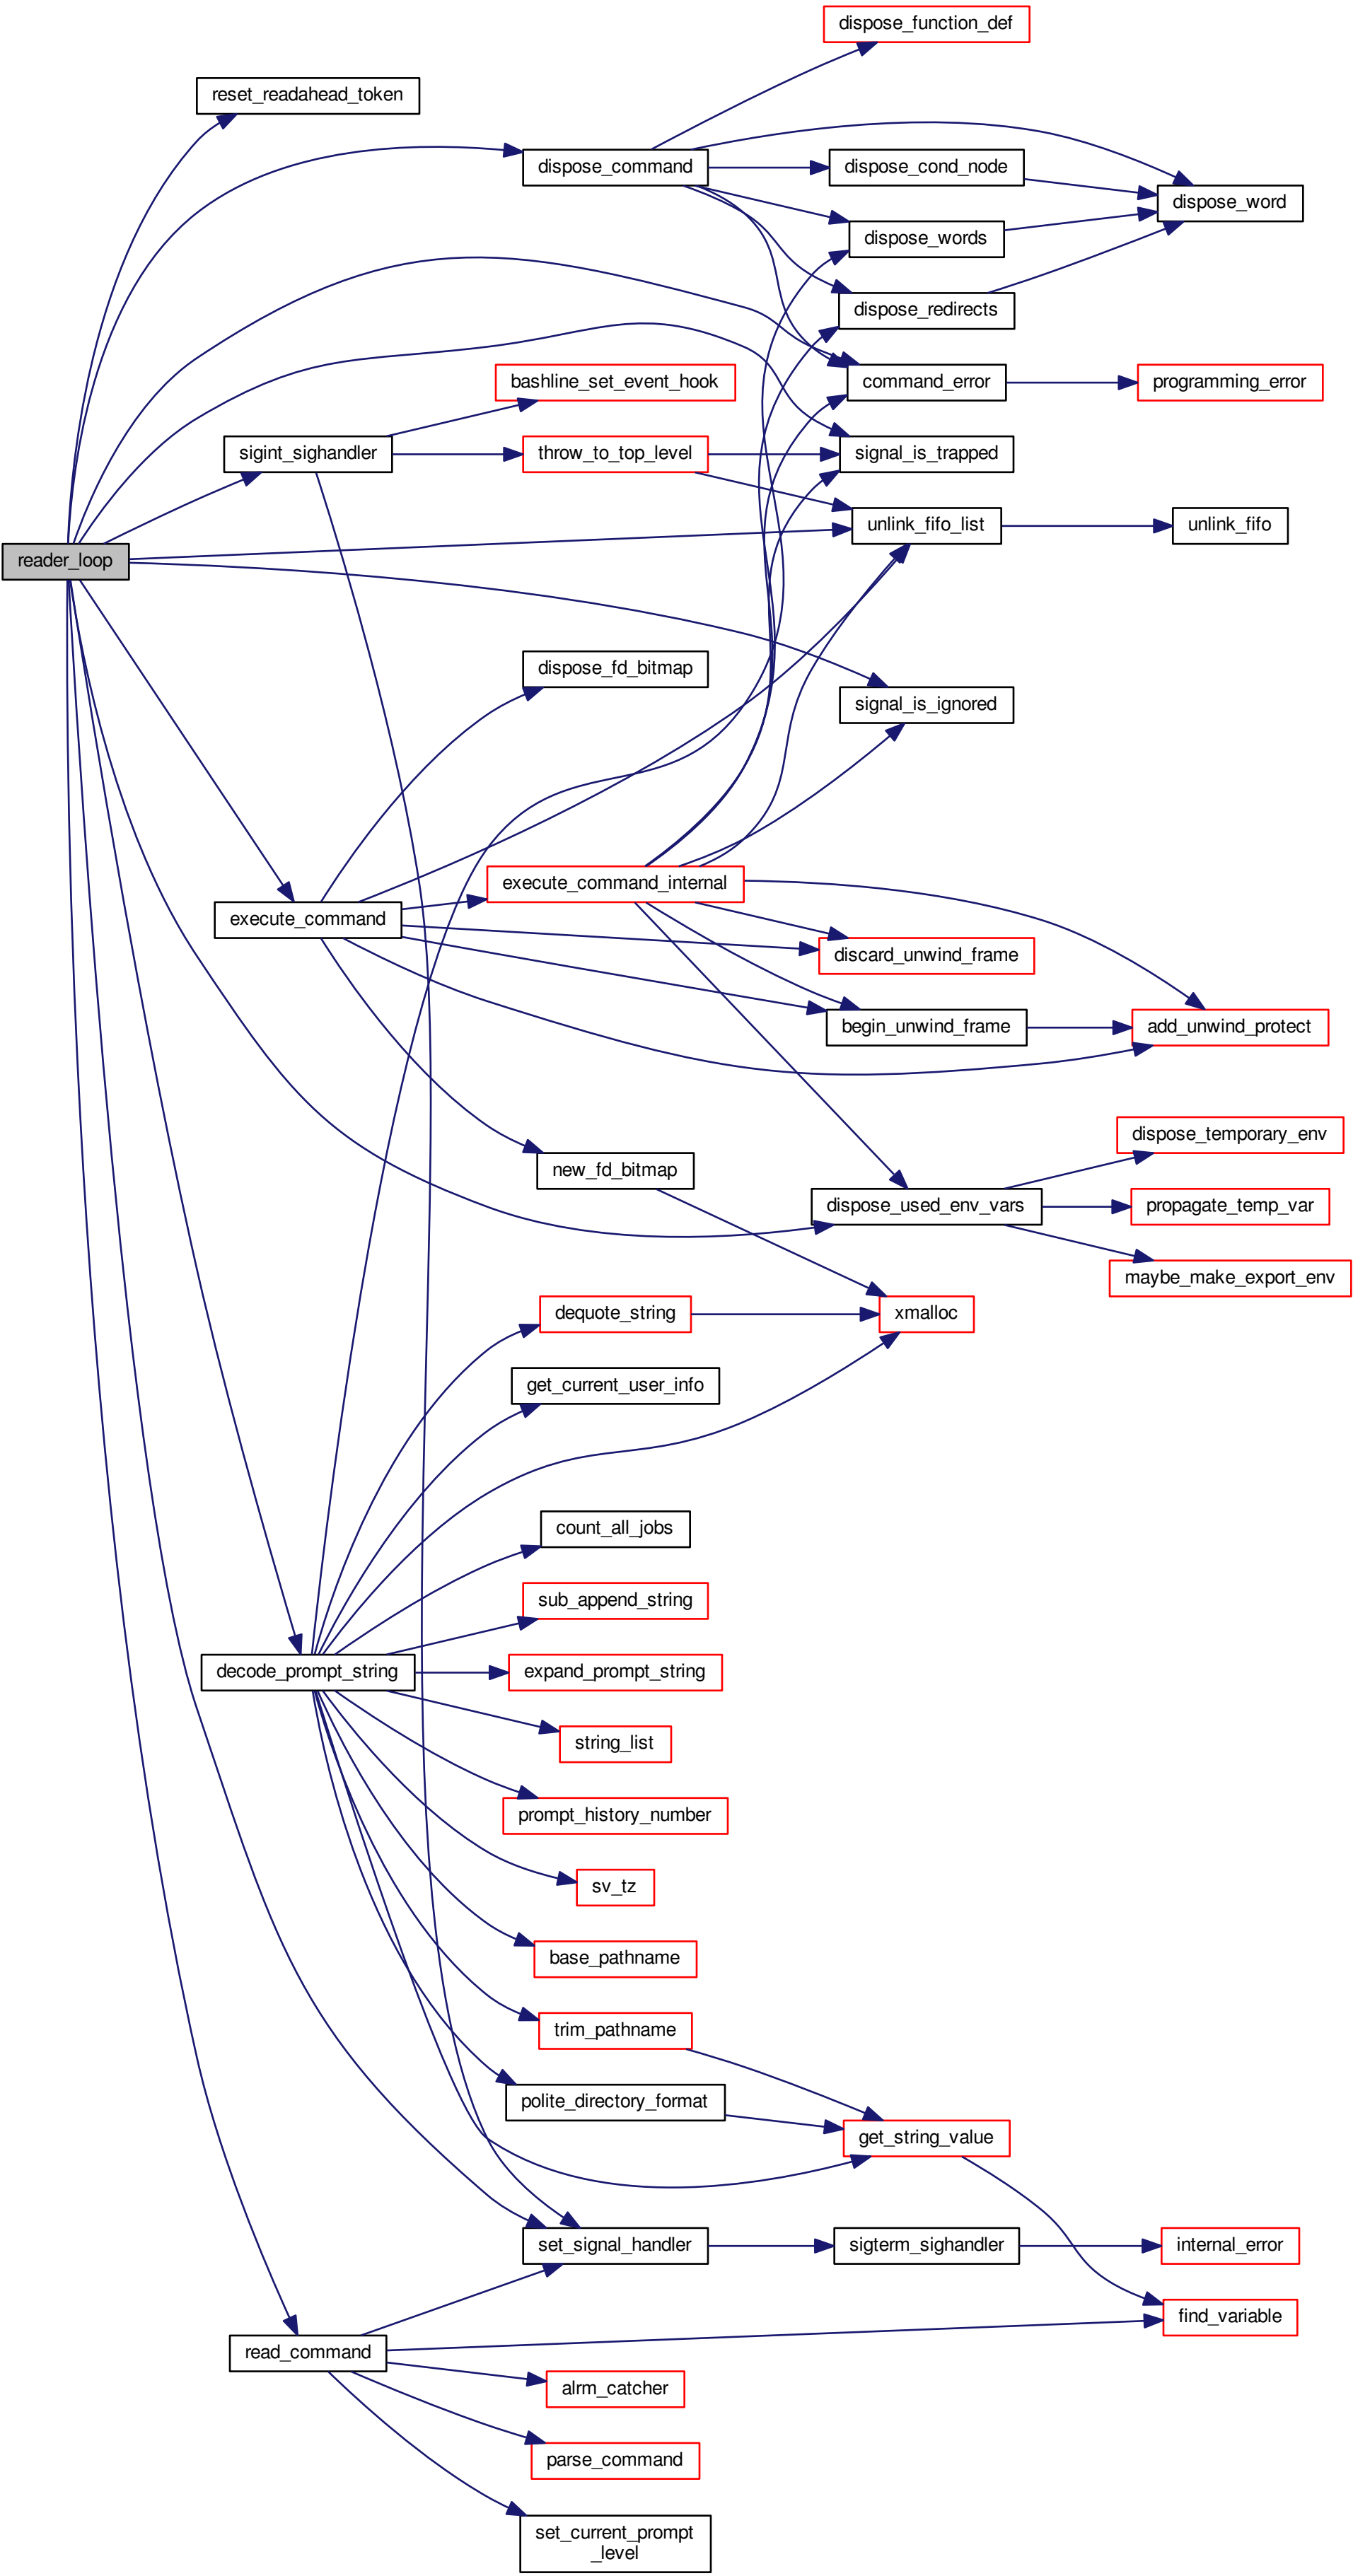 dispose_function_def
reset_readahead_token
dispose_command
dispose_cond_node
dispose_word
dispose_words
dispose_redirects
bashline_set_event_hook
command_error
programming_error
sigint_sighandler
throw_to_top_level
signal_is_trapped
unlink_fifo_list
unlink_fifo
reader_loop
dispose_fd_bitmap
signal_is_ignored
execute_command_internal
execute_command
discard_unwind_frame
begin_unwind_frame
add_unwind_protect
dispose_temporary_env
new_fd_bitmap
dispose_used_env_vars
propagate_temp_var
maybe_make_export_env
dequote_string
xmalloc
get_current_user_info
count_all_jobs
sub_append_string
decode_prompt_string
expand_prompt_string
string_list
prompt_history_number
sv_tz
base_pathname
trim_pathname
polite_directory_format
get_string_value
set_signal_handler
sigterm_sighandler
internal_error
find_variable
read_command
alrm_catcher
parse_command
set_current_prompt
_level